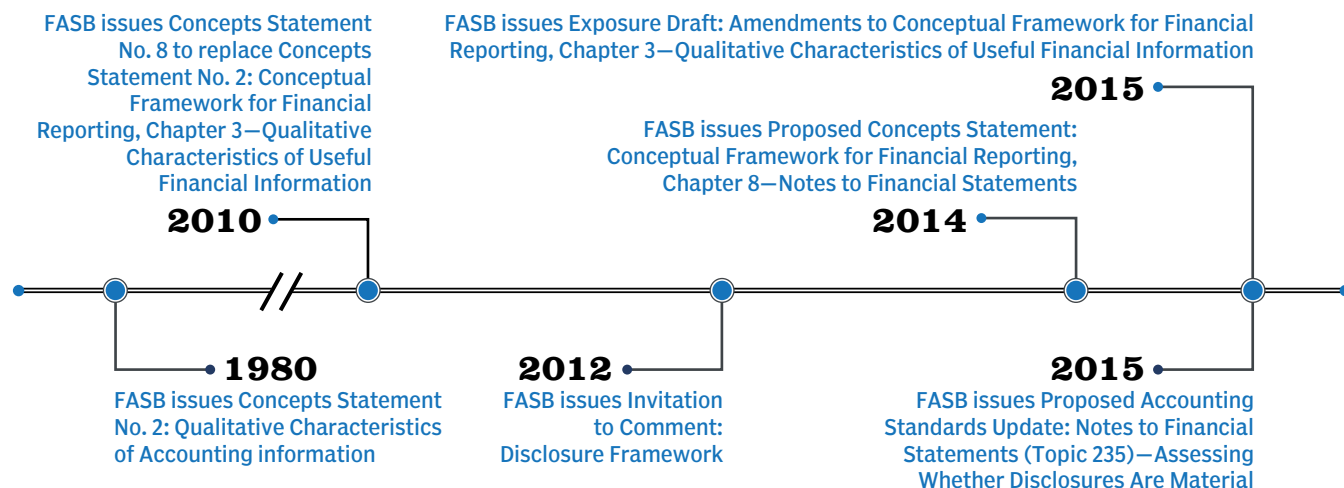 FASB issues Concepts Statement
No. 8 to replace Concepts
Statement No. 2: Conceptual
Framework for Financial
Reporting, Chapter 3—Qualitative
Characteristics of Useful
Financial Information
2010
FASB issues Exposure Draft: Amendments to Conceptual Framework for Financial
Reporting, Chapter 3—Qualitative Characteristics of Useful Financial Information
2015
FASB issues Proposed Concepts Statement:
Conceptual Framework for Financial Reporting,
Chapter 8—Notes to Financial Statements
2014
1980
FASB issues Concepts Statement
No. 2: Qualitative Characteristics
of Accounting information
2012
FASB issues Invitation
to Comment:
Disclosure Framework
2015
FASB issues Proposed Accounting
Standards Update: Notes to Financial
Statements (Topic 235)—Assessing
Whether Disclosures Are Material